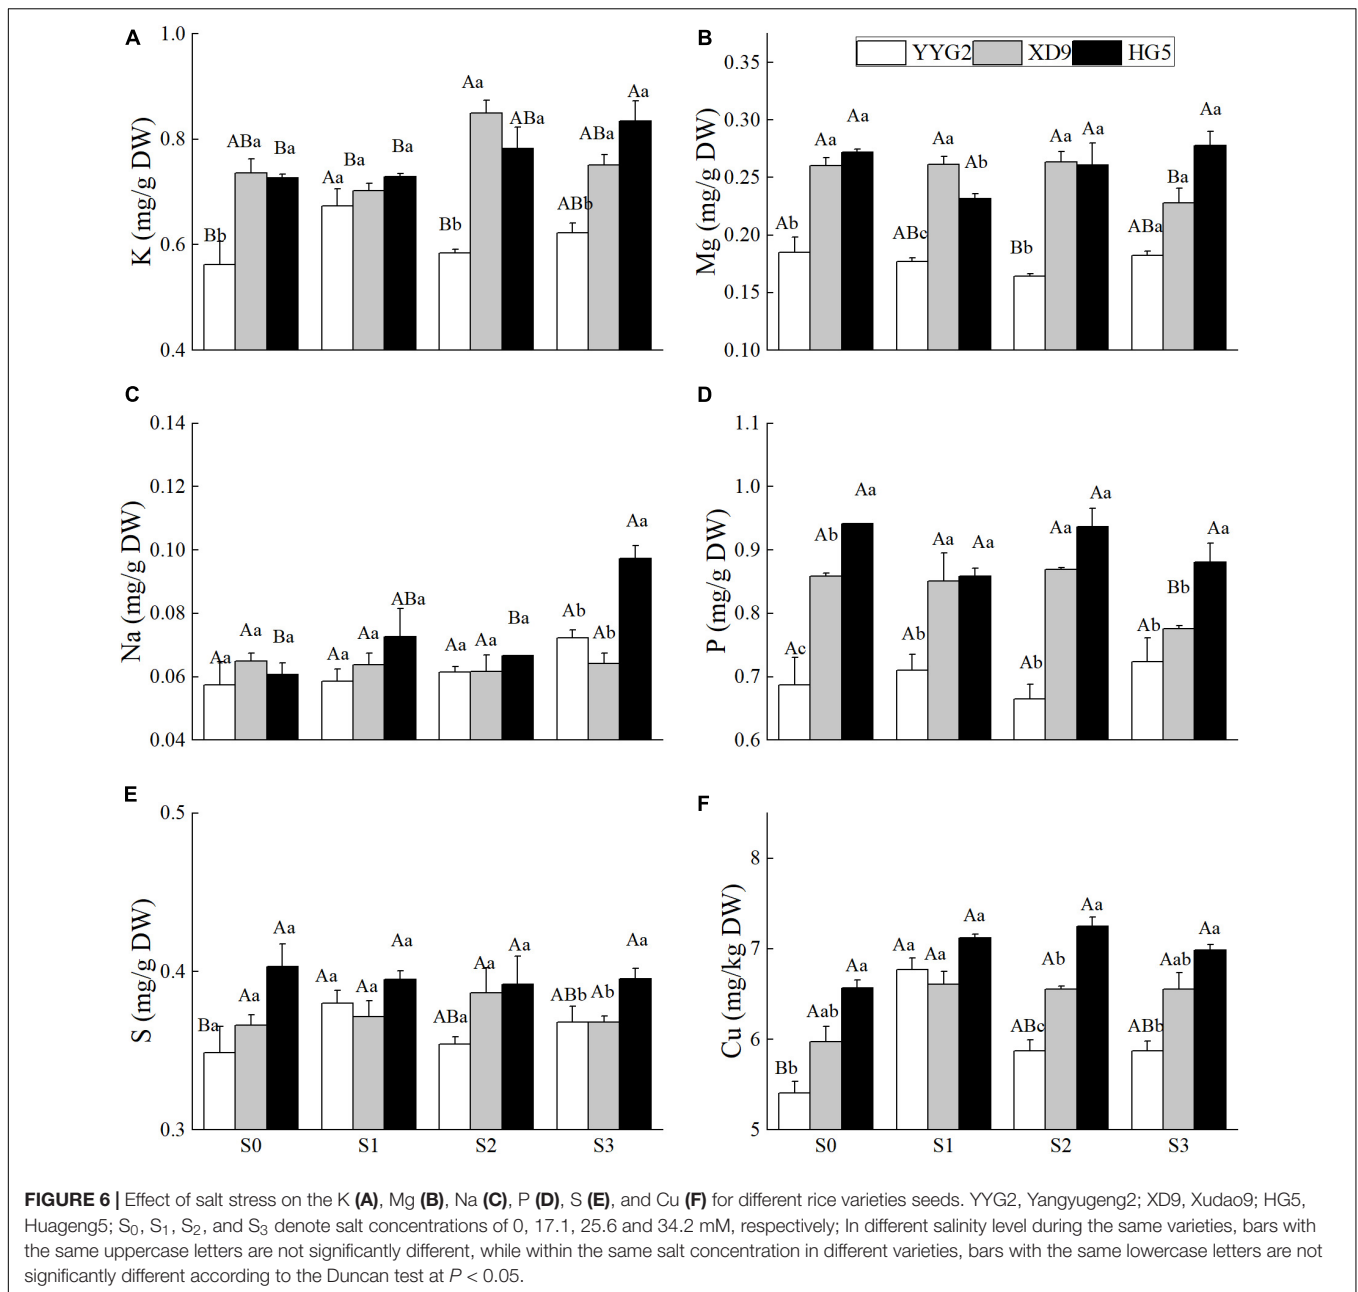 A
K (mg/g DW)
1.0
0.8
0.6
0.4
Bb ABa Ba
Aa Ba Ba
Bb Aa ABa
ABb ABa Aa
B
YYG2 XD9 HG5
Mg (mg/g DW)
0.35
0.30
0.25
0.20
0.15
0.10
Ab Aa Aa
ABc Aa Ab
Bb Aa Aa
ABa Ba Aa
C
Na (mg/g DW)
0.14
0.12
0.10
0.08
0.06
0.04
Aa Aa Ba
Aa Aa ABa
Aa Aa Ba
Ab Ab Aa
D
P (mg/g DW)
1.1
1.0
0.9
0.8
0.7
0.6
Ac Ab Aa
Ab Aa Aa
Ab Aa Aa
Ab Bb Aa
E
S (mg/g DW)
0.5
0.4
0.3
Ba Aa Aa
Aa Aa Aa
ABa Aa Aa
ABb Ab Aa
S0 S1 S2 S3
F
Cu (mg/kg DW)
8
7
6
5
Bb Aab Aa
Aa Aa Aa
ABc Ab Aa
ABb Aab Aa
S0 S1 S2 S3
FIGURE 6 | Effect of salt stress on the K (A), Mg (B), Na (C), P (D), S (E), and Cu (F) for different rice varieties seeds. YYG2, Yangyugeng2; XD9, Xudao9; HG5,
Huageng5; S₀, S₁, S₂, and S₃ denote salt concentrations of 0, 17.1, 25.6 and 34.2 mM, respectively; In different salinity level during the same varieties, bars with
the same uppercase letters are not significantly different, while within the same salt concentration in different varieties, bars with the same lowercase letters are not
significantly different according to the Duncan test at P < 0.05.